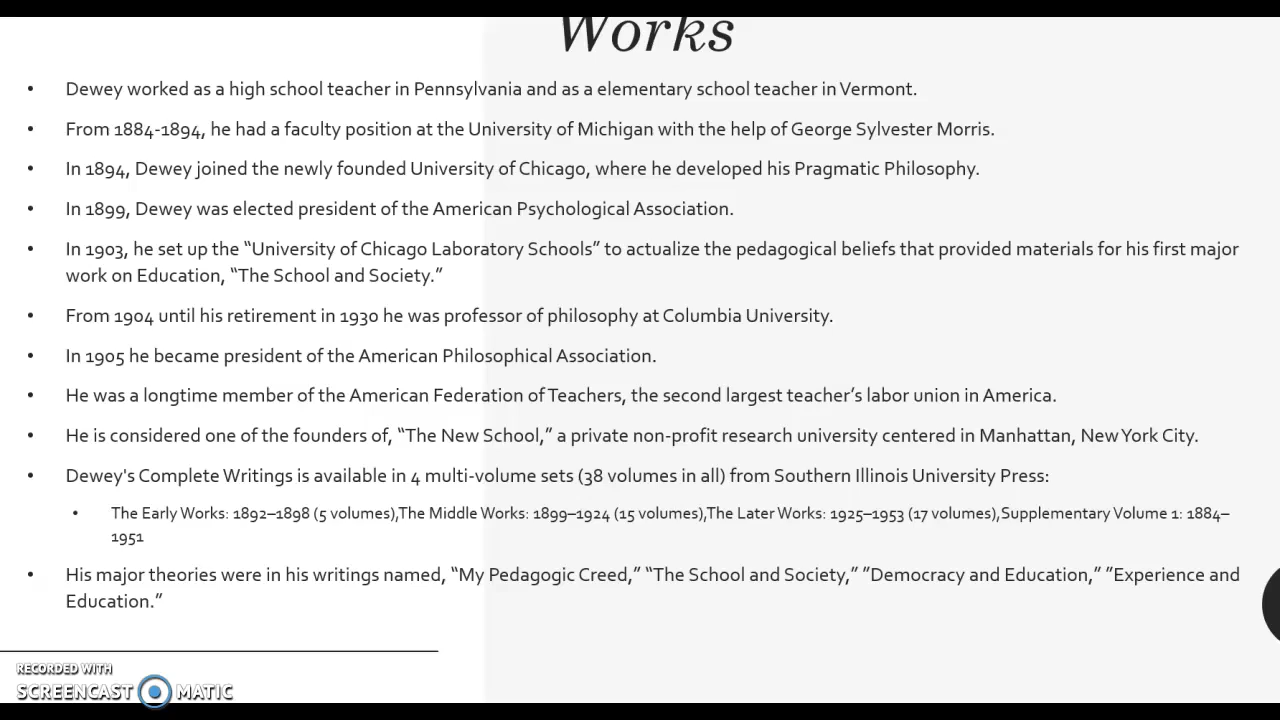 Works
• Dewey worked as a high school teacher in Pennsylvania and as a elementary school teacher in Vermont.
• From 1884-1894, he had a faculty position at the University of Michigan with the help of George Sylvester Morris.
• In 1894, Dewey joined the newly founded University of Chicago, where he developed his Pragmatic Philosophy.
• In 1899, Dewey was elected president of the American Psychological Association.
• In 1903, he set up the “University of Chicago Laboratory Schools” to actualize the pedagogical beliefs that provided materials for his first major
work on Education, “The School and Society.”
• From 1904 until his retirement in 1930 he was professor of philosophy at Columbia University.
• In 1905 he became president of the American Philosophical Association.
• He was a longtime member of the American Federation of Teachers, the second largest teacher’s labor union in America.
• He is considered one of the founders of, “The New School,” a private non-profit research university centered in Manhattan, New York City.
• Dewey's Complete Writings is available in 4 multi-volume sets (38 volumes in all) from Southern Illinois University Press:
• The Early Works: 1892–1898 (5 volumes),The Middle Works: 1899–1924 (15 volumes),The Later Works: 1925–1953 (17 volumes),Supplementary Volume 1: 1884–
1951
• His major theories were in his writings named, “My Pedagogic Creed,” “The School and Society,” ”Democracy and Education,” ”Experience and
Education.”
RECORDED WITH
SCREENCAST MATIC